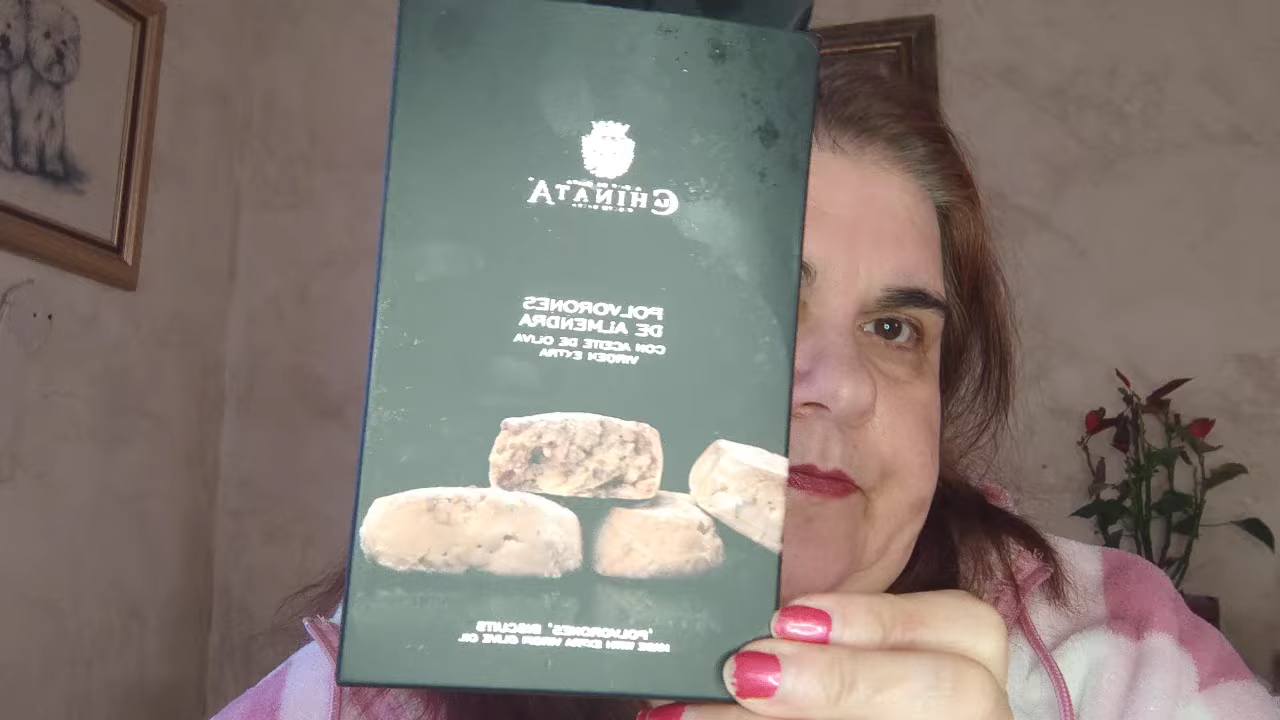 LA CHINATA
POLVORONES
DE ALMENDRA
CON ACEITE DE OLIVA
VIRGEN EXTRA
'POLVORONES', BISCUITS
MADE WITH EXTRA VIRGIN OLIVE OIL